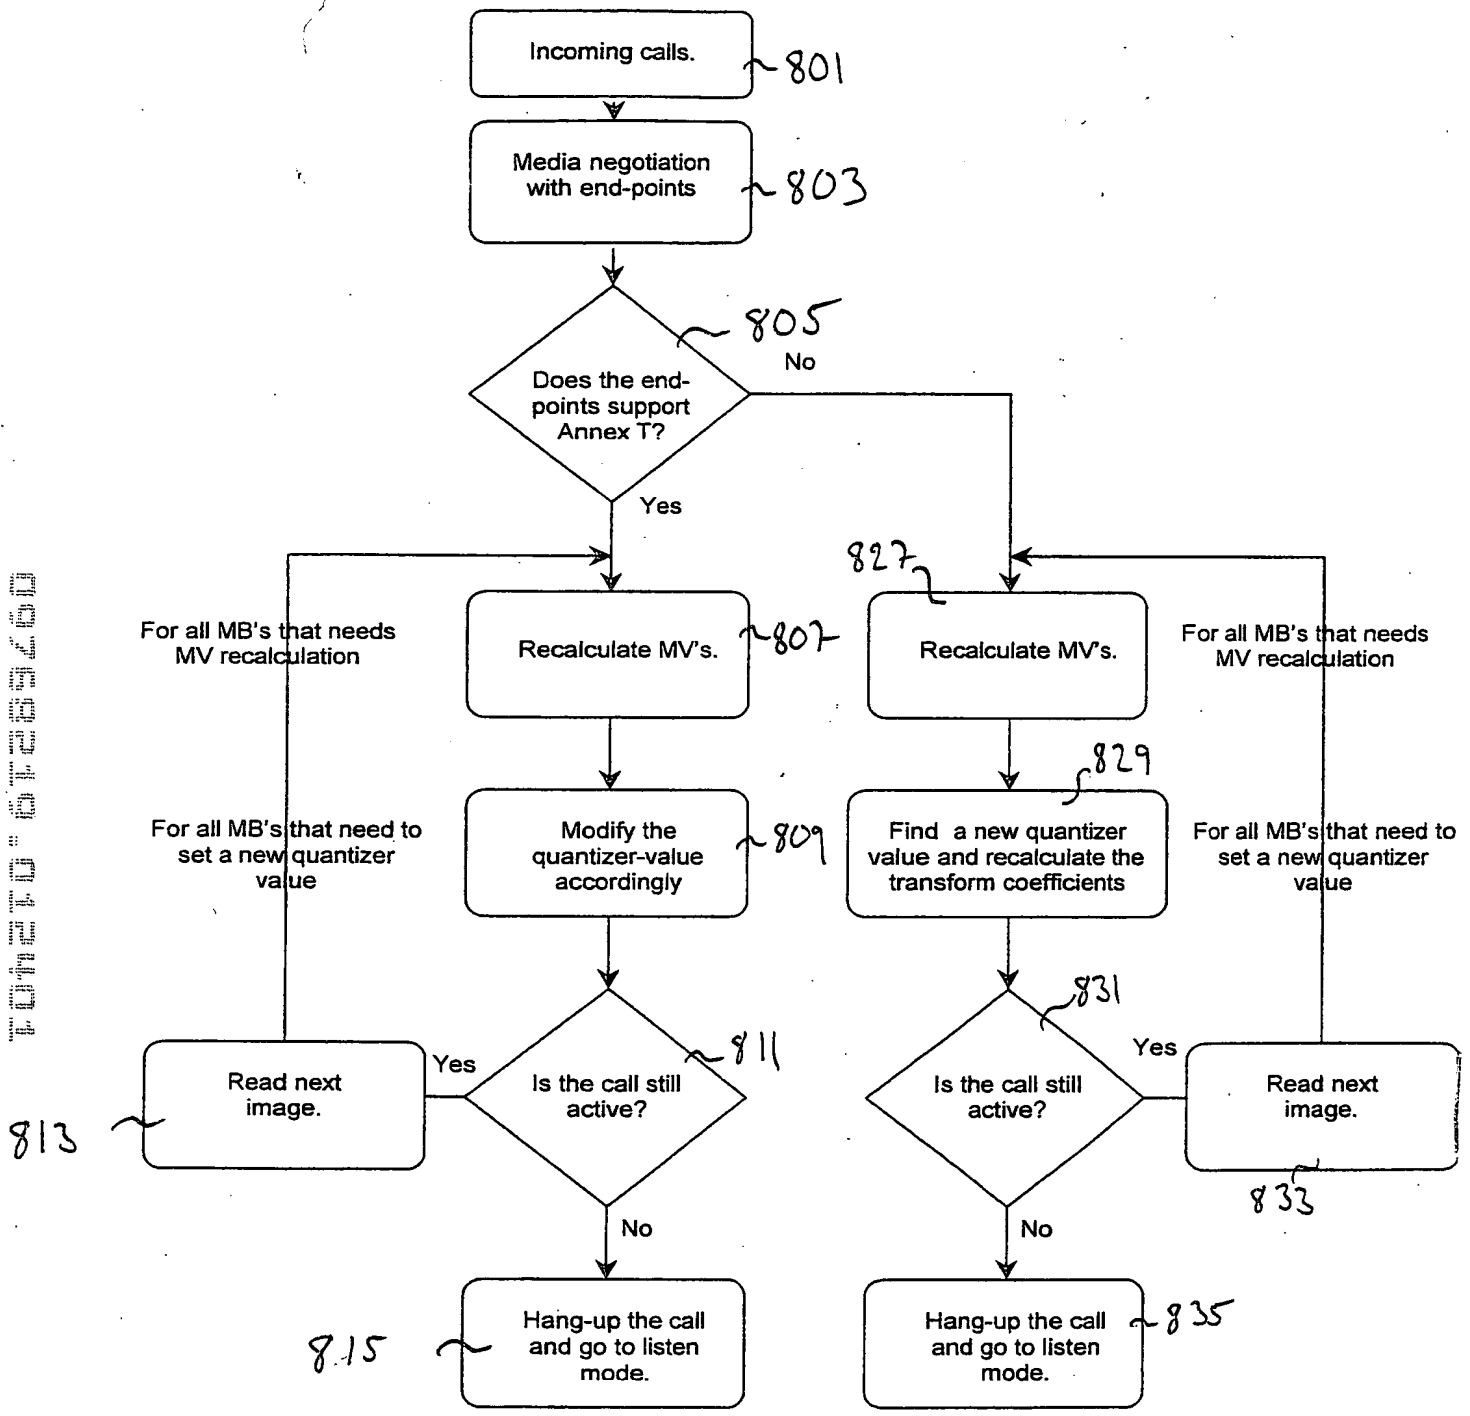 Incoming calls.
801
Media negotiation
with end-points
803
805
No
Does the end-
points support
Annex T?
Yes
827
For all MB's that needs
MV recalculation
Recalculate MV's.
807
Recalculate MV's.
For all MB's that needs
MV recalculation
829
For all MB's that need to
set a new quantizer
value
Modify the
quantizer-value
accordingly
809
Find a new quantizer
value and recalculate the
transform coefficients
For all MB's that need to
set a new quantizer
value
09768219.012401
831
811
Yes
Yes
Read next
image.
Is the call still
active?
Is the call still
active?
Read next
image.
813
833
No
No
Hang-up the call
and go to listen
mode.
815
Hang-up the call
and go to listen
mode.
835